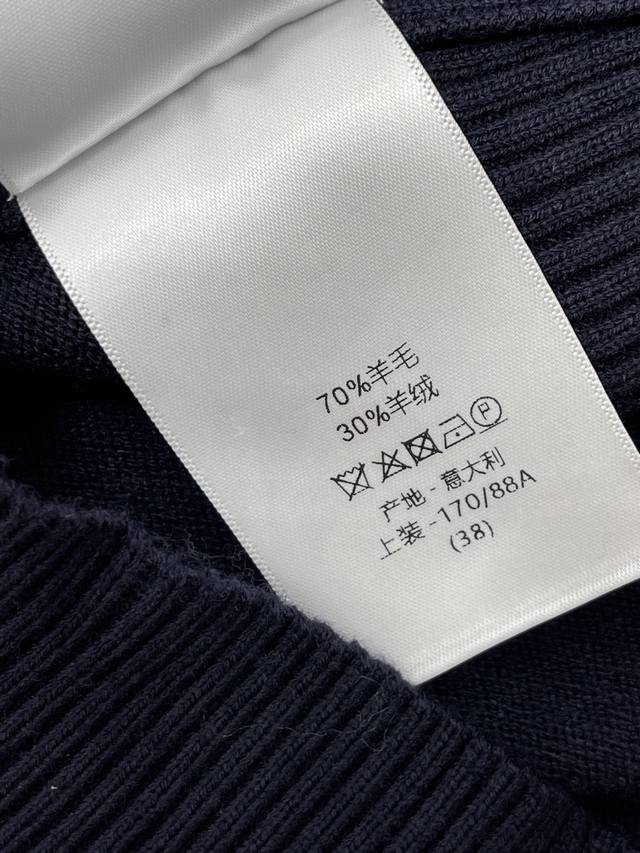 70%羊毛
30%羊绒
P
产地 - 意大利
上装 -170/88A
(38)